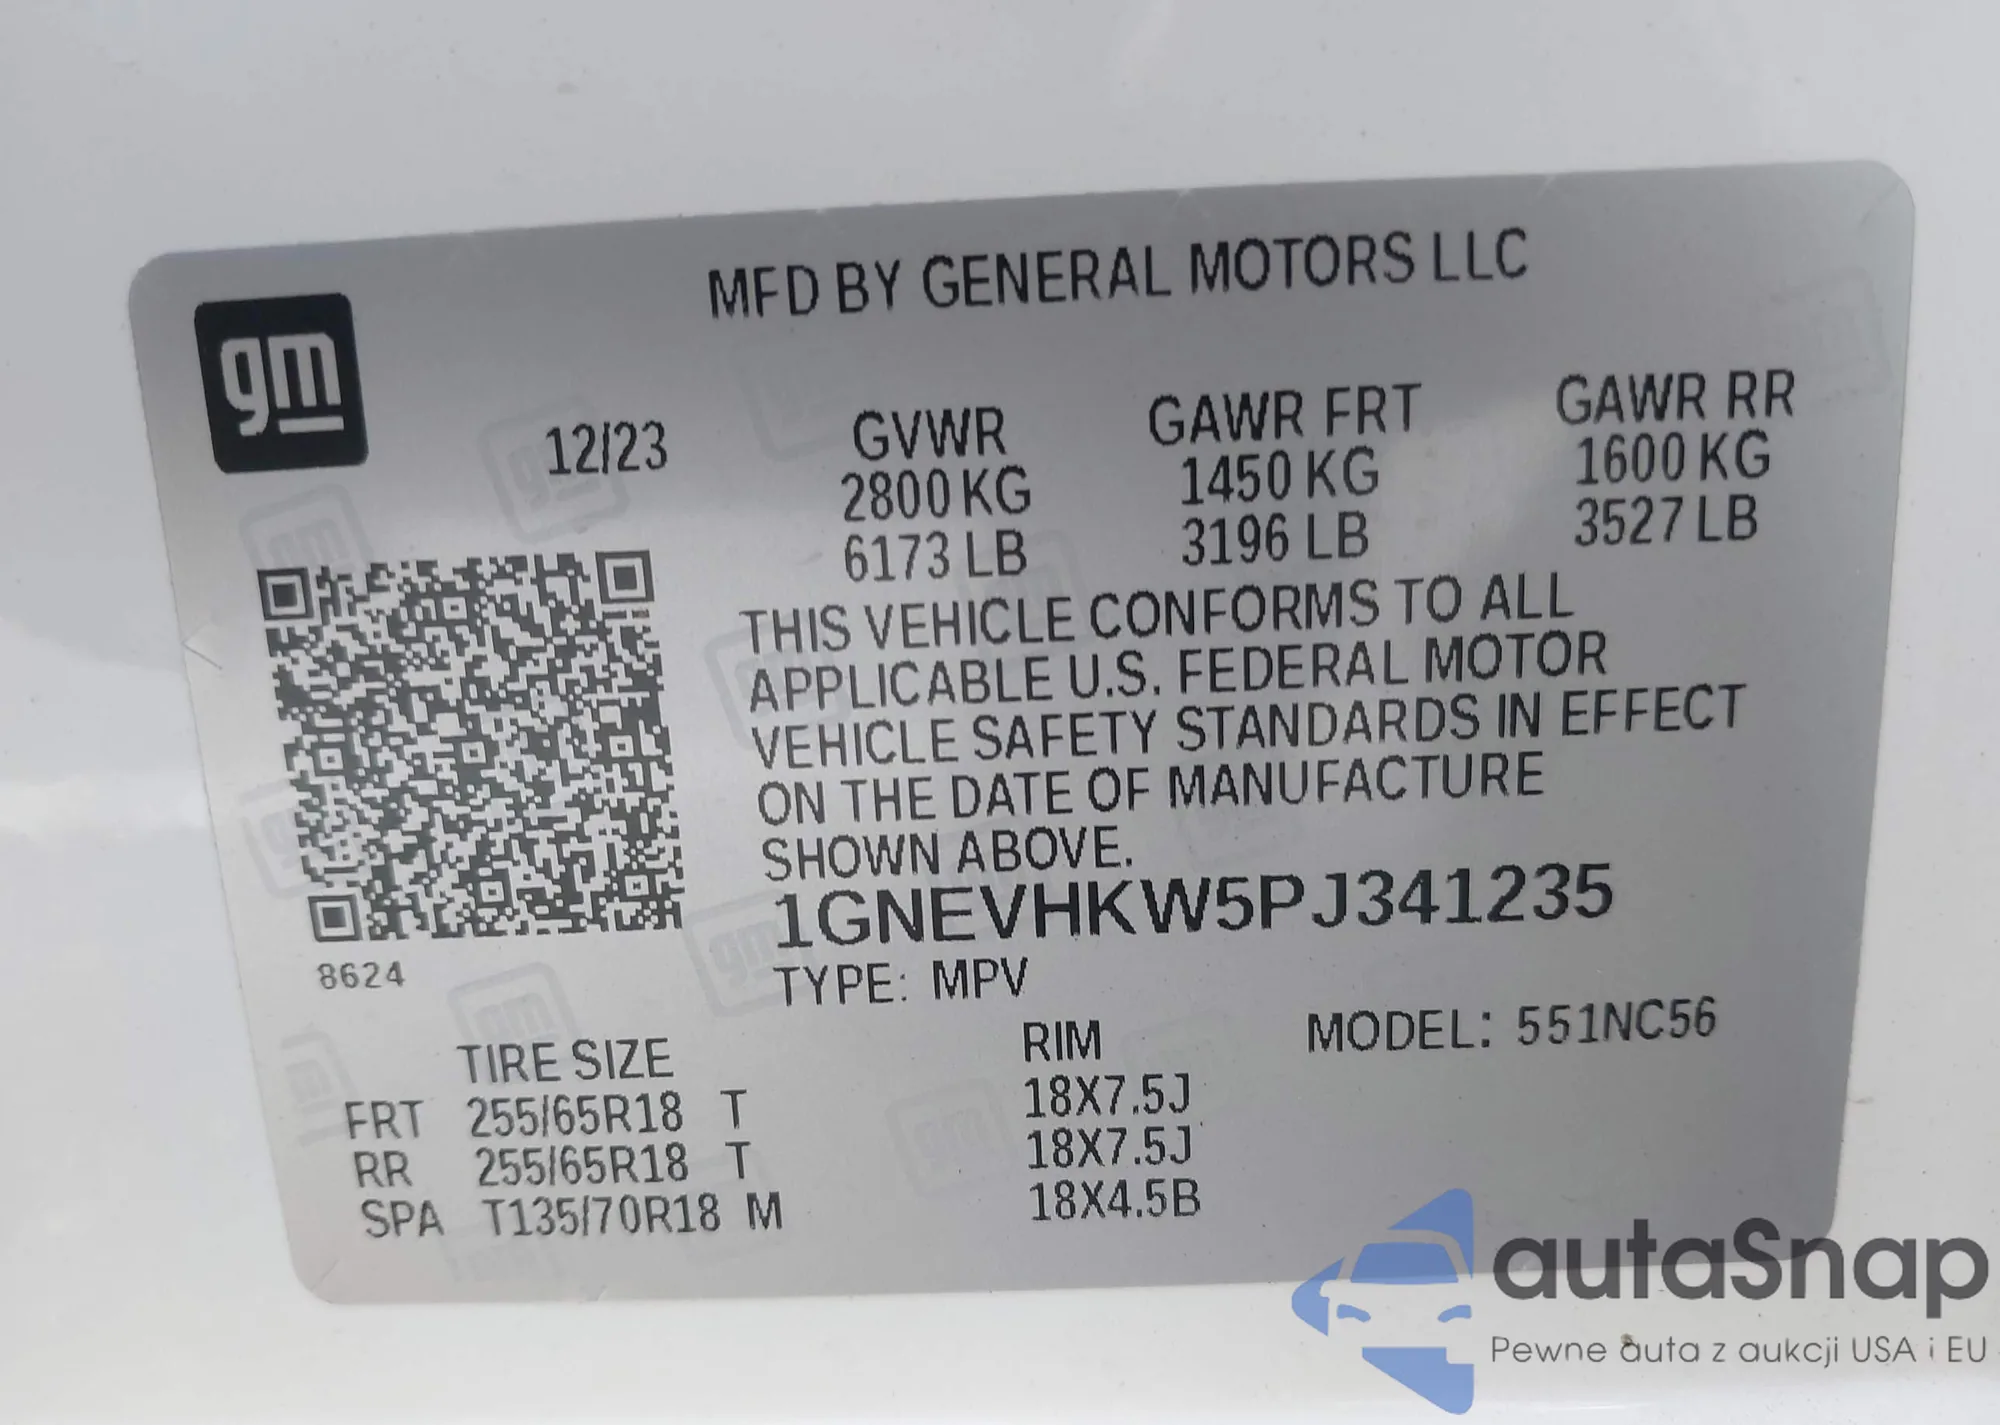 gm
MFD BY GENERAL MOTORS LLC
12/23
GVWR GAWR FRT GAWR RR
2800 KG 1450 KG 1600 KG
6173 LB 3196 LB 3527 LB
THIS VEHICLE CONFORMS TO ALL
APPLICABLE U.S. FEDERAL MOTOR
VEHICLE SAFETY STANDARDS IN EFFECT
ON THE DATE OF MANUFACTURE
SHOWN ABOVE.
1GNEVHKW5PJ341235
8624
TYPE: MPV
MODEL: 551NC56
TIRE SIZE RIM
FRT 255/65R18 T 18X7.5J
RR 255/65R18 T 18X7.5J
SPA T135/70R18 M 18X4.5B
autaSnap
Pewne auta z aukcji USA i EU